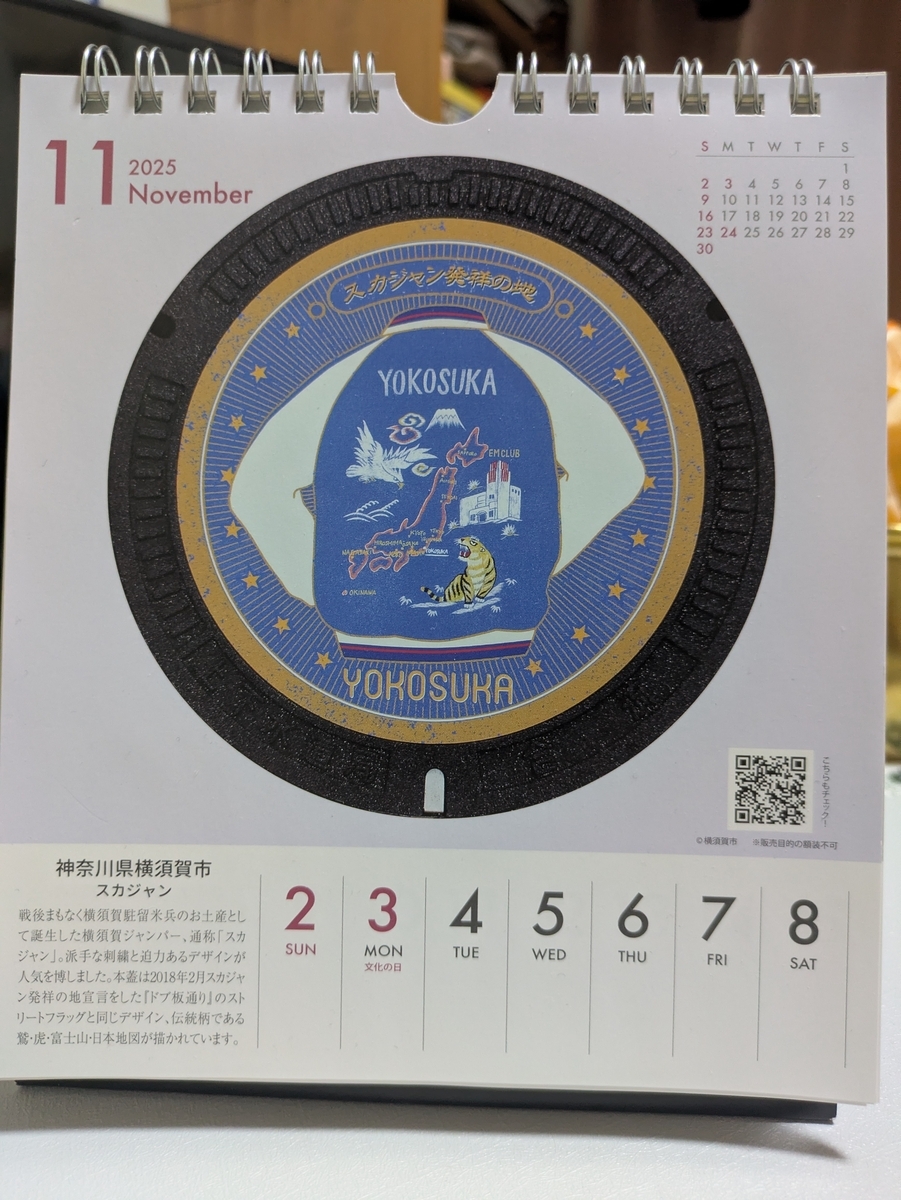 11
2025
November
S M T W T F S
1
2 3 4 5 6 7 8
9 10 11 12 13 14 15
16 17 18 19 20 21 22
23 24 25 26 27 28 29
30
スカジャン発祥の地
YOKOSUKA
EM CLUB
YOKOSUKA
OKINAWA
YOKOSUKA
こちらもチェック!
©横須賀市 ※販売目的の額装不可
神奈川県横須賀市
スカジャン
戦後まもなく横須賀駐留米兵のお土産とし
て誕生した横須賀ジャンパー、通称「スカ
ジャン」。派手な刺繍と迫力あるデザインが
人気を博しました。本蓋は2018年2月スカジャ
ン発祥の地宣言をした『ドブ板通り』のスト
リートフラッグと同じデザイン、伝統柄である
鷲・虎・富士山・日本地図が描かれています。
2 3 4 5 6 7 8
SUN MON TUE WED THU FRI SAT
文化の日